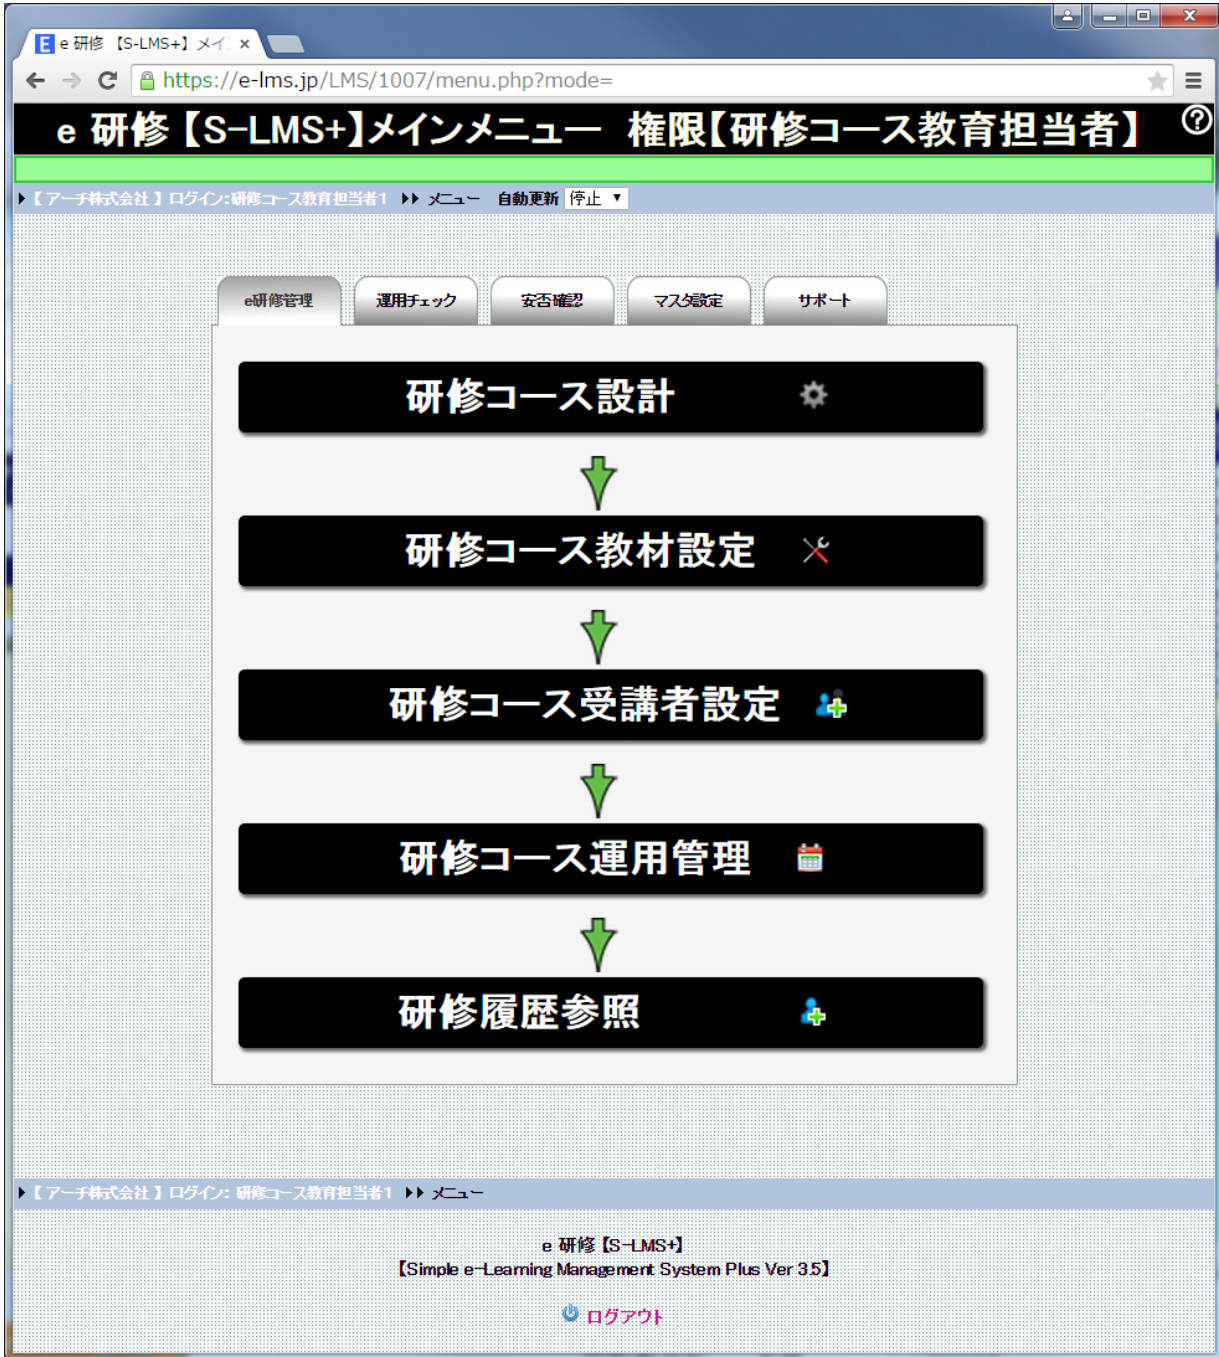 e 研修 【S-LMS+】メイ
https://e-lms.jp/LMS/1007/menu.php?mode=
e 研修【S-LMS+】メインメニュー 権限【研修コース教育担当者】
【 アーチ株式会社 】ログイン:研修コース教育担当者1 メニュー 自動更新 停止
e研修管理 運用チェック 安否確認 マスタ設定 サポート
研修コース設計
研修コース教材設定
研修コース受講者設定
研修コース運用管理
研修履歴参照
【 アーチ株式会社 】ログイン: 研修コース教育担当者1 メニュー
e 研修【S-LMS+】
【Simple e-Learning Management System Plus Ver 3.5】
ログアウト